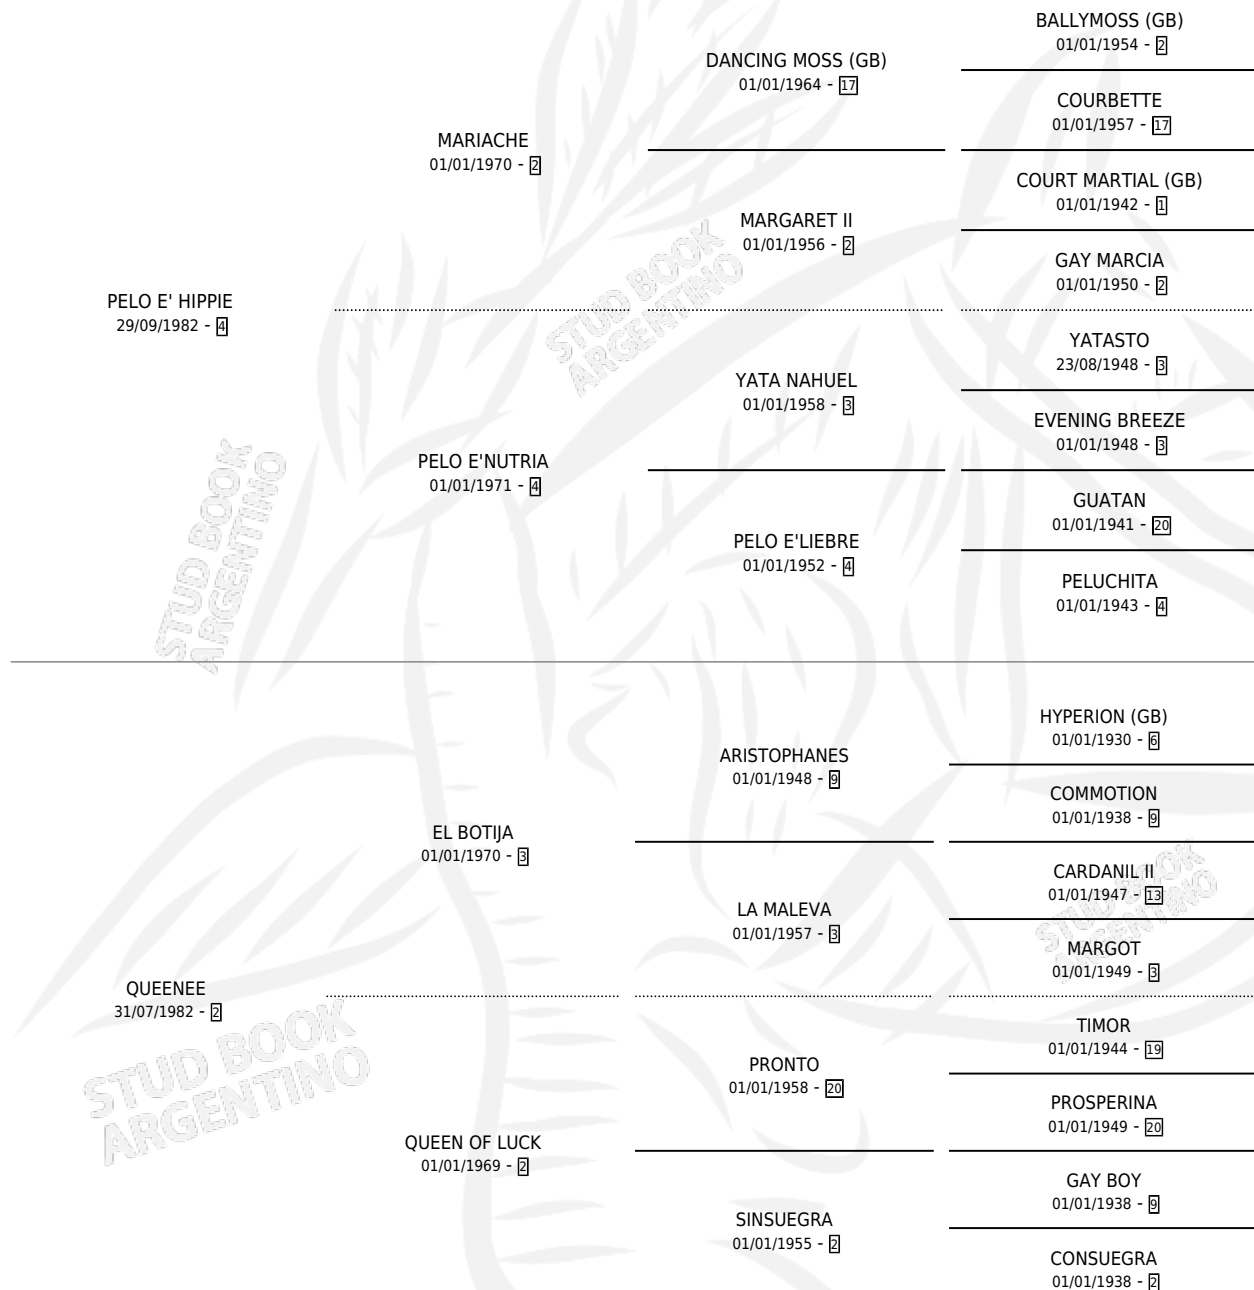 BALLYMOSS (GB)
01/01/1954 - 2
DANCING MOSS (GB)
01/01/1964 - 17
COURBETTE
01/01/1957 - 17
MARIACHE
01/01/1970 - 2
COURT MARTIAL (GB)
01/01/1942 - 1
MARGARET II
01/01/1956 - 2
GAY MARCIA
01/01/1950 - 2
PELO E' HIPPIE
29/09/1982 - 4
STUD BOOK
ARGENTINO
YATASTO
23/08/1948 - 3
YATA NAHUEL
01/01/1958 - 3
EVENING BREEZE
01/01/1948 - 3
PELO E'NUTRIA
01/01/1971 - 4
GUATAN
01/01/1941 - 20
PELO E'LIEBRE
01/01/1952 - 4
PELUCHITA
01/01/1943 - 4
STUD BOOK
ARGENTINO
HYPERION (GB)
01/01/1930 - 6
ARISTOPHANES
01/01/1948 - 9
COMMOTION
01/01/1938 - 9
EL BOTIJA
01/01/1970 - 3
CARDANIL II
01/01/1947 - 13
LA MALEVA
01/01/1957 - 3
MARGOT
01/01/1949 - 3
STUD BOOK
ARGENTINO
QUEENEE
31/07/1982 - 2
STUD BOOK
ARGENTINO
TIMOR
01/01/1944 - 19
PRONTO
01/01/1958 - 20
PROSPERINA
01/01/1949 - 20
QUEEN OF LUCK
01/01/1969 - 2
GAY BOY
01/01/1938 - 9
SINSUEGRA
01/01/1955 - 2
CONSUEGRA
01/01/1938 - 2